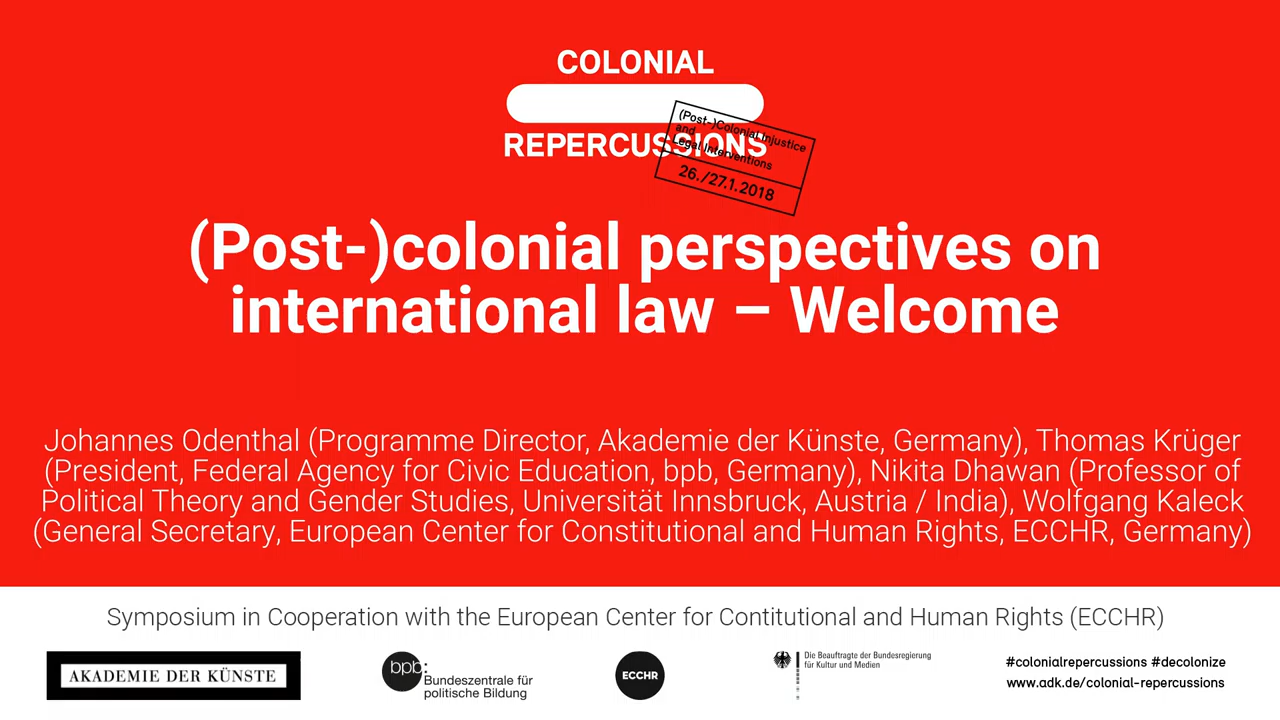 COLONIAL
REPERCUSSIONS
(Post-)Colonial Injustice
and
Legal Interventions
26./27.1.2018
(Post-)colonial perspectives on
international law – Welcome
Johannes Odenthal (Programme Director, Akademie der Künste, Germany), Thomas Krüger
(President, Federal Agency for Civic Education, bpb, Germany), Nikita Dhawan (Professor of
Political Theory and Gender Studies, Universität Innsbruck, Austria / India), Wolfgang Kaleck
(General Secretary, European Center for Constitutional and Human Rights, ECCHR, Germany)
Symposium in Cooperation with the European Center for Contitutional and Human Rights (ECCHR)
AKADEMIE DER KÜNSTE
bpb:
Bundeszentrale für
politische Bildung
ECCHR
Die Beauftragte der Bundesregierung
für Kultur und Medien
#colonialrepercussions #decolonize
www.adk.de/colonial-repercussions